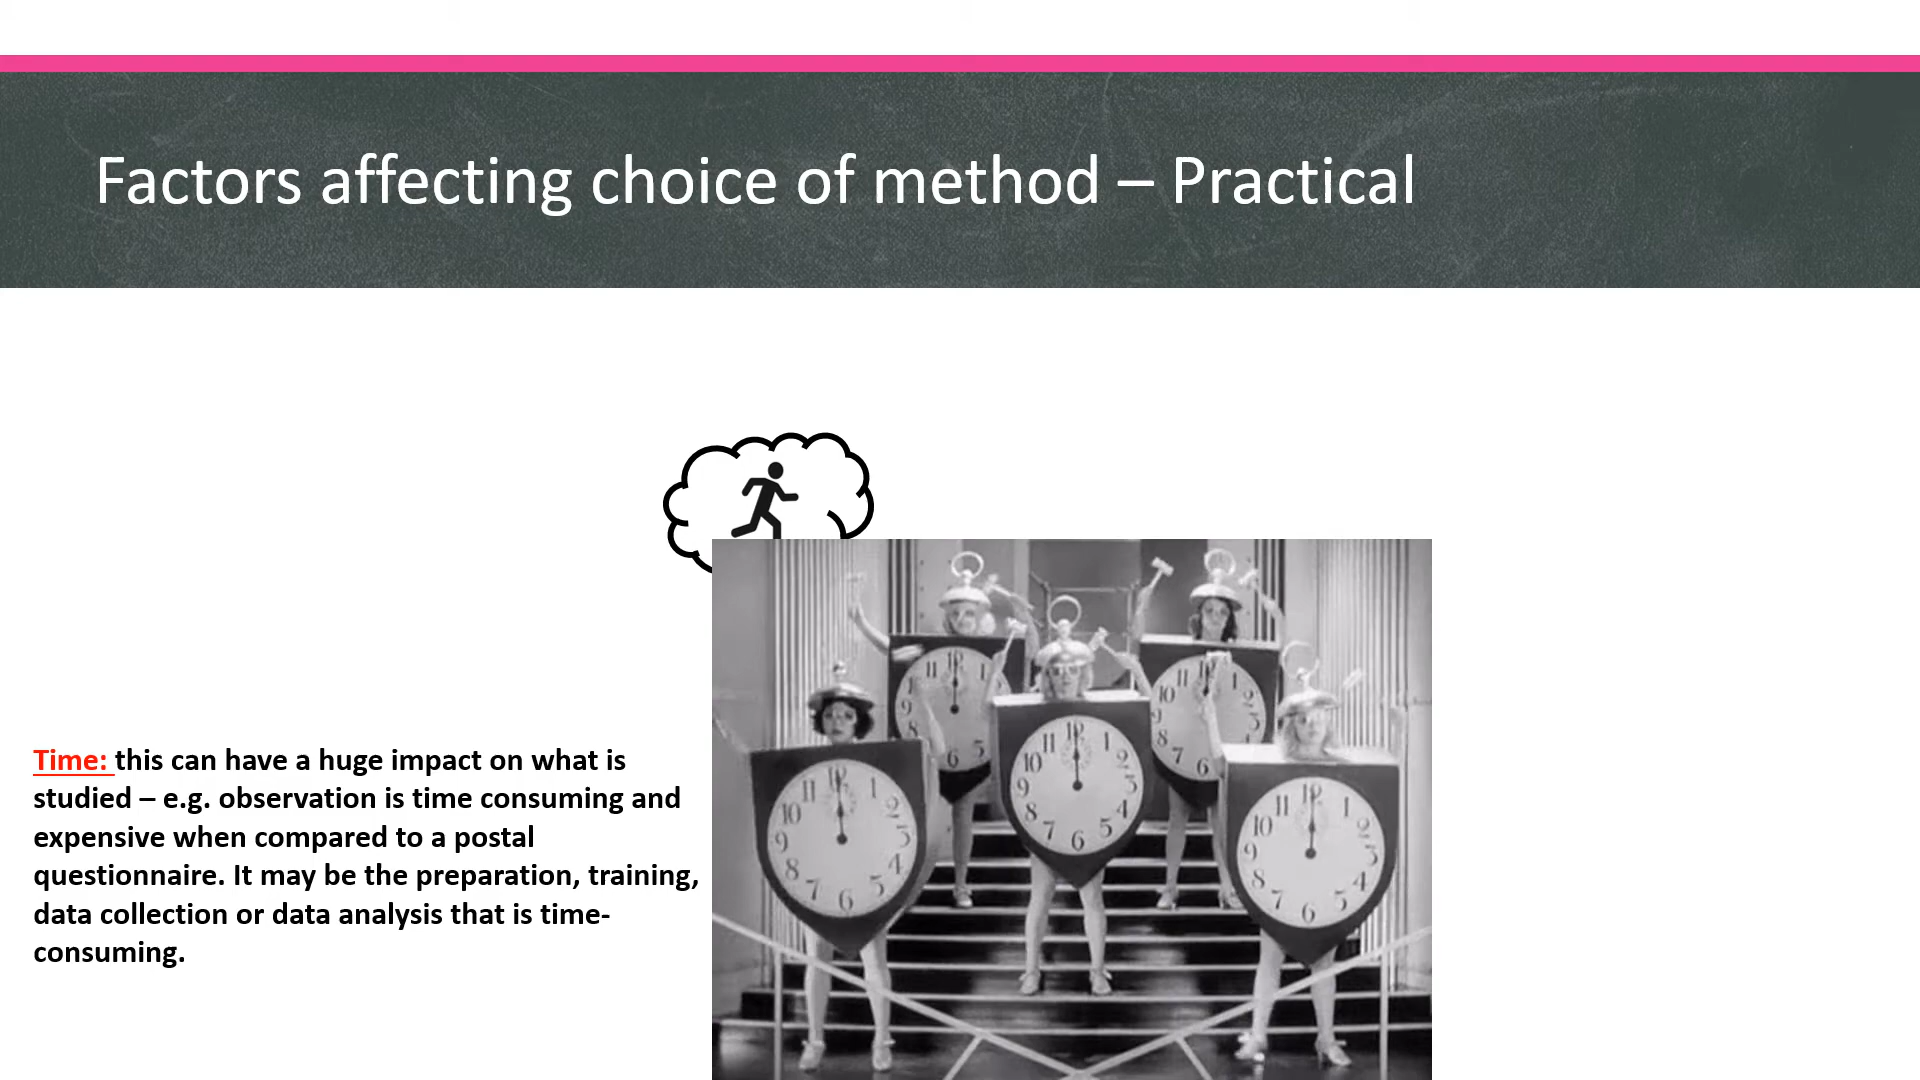 Factors affecting choice of method – Practical
Time: this can have a huge impact on what is
studied – e.g. observation is time consuming and
expensive when compared to a postal
questionnaire. It may be the preparation, training,
data collection or data analysis that is time-
consuming.